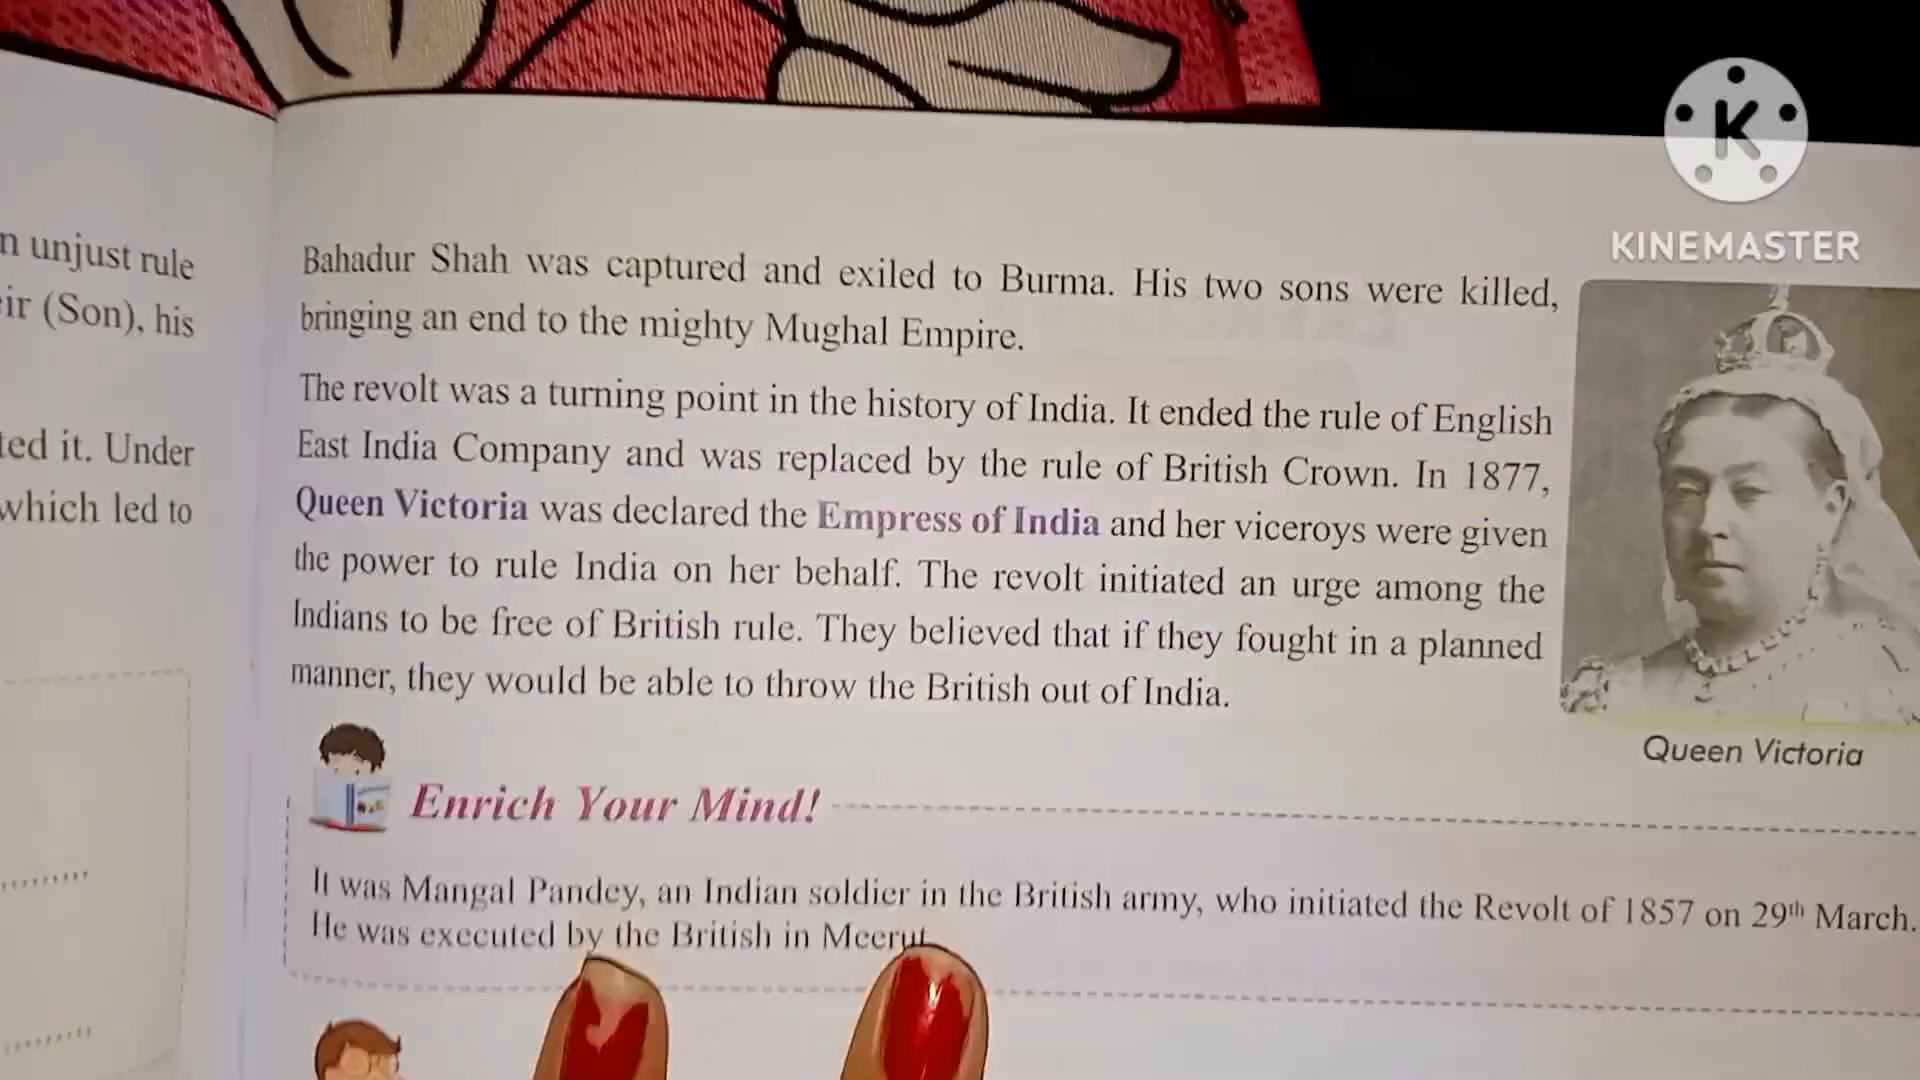 K
KINEMASTER
n unjust rule
ir (Son), his
ted it. Under
which led to
Bahadur Shah was captured and exiled to Burma. His two sons were killed,
bringing an end to the mighty Mughal Empire.
The revolt was a turning point in the history of India. It ended the rule of English
East India Company and was replaced by the rule of British Crown. In 1877,
Queen Victoria was declared the Empress of India and her viceroys were given
the power to rule India on her behalf. The revolt initiated an urge among the
Indians to be free of British rule. They believed that if they fought in a planned
manner, they would be able to throw the British out of India.
Queen Victoria
Enrich Your Mind!
It was Mangal Pandey, an Indian soldier in the British army, who initiated the Revolt of 1857 on 29th March.
He was executed by the British in Meerut